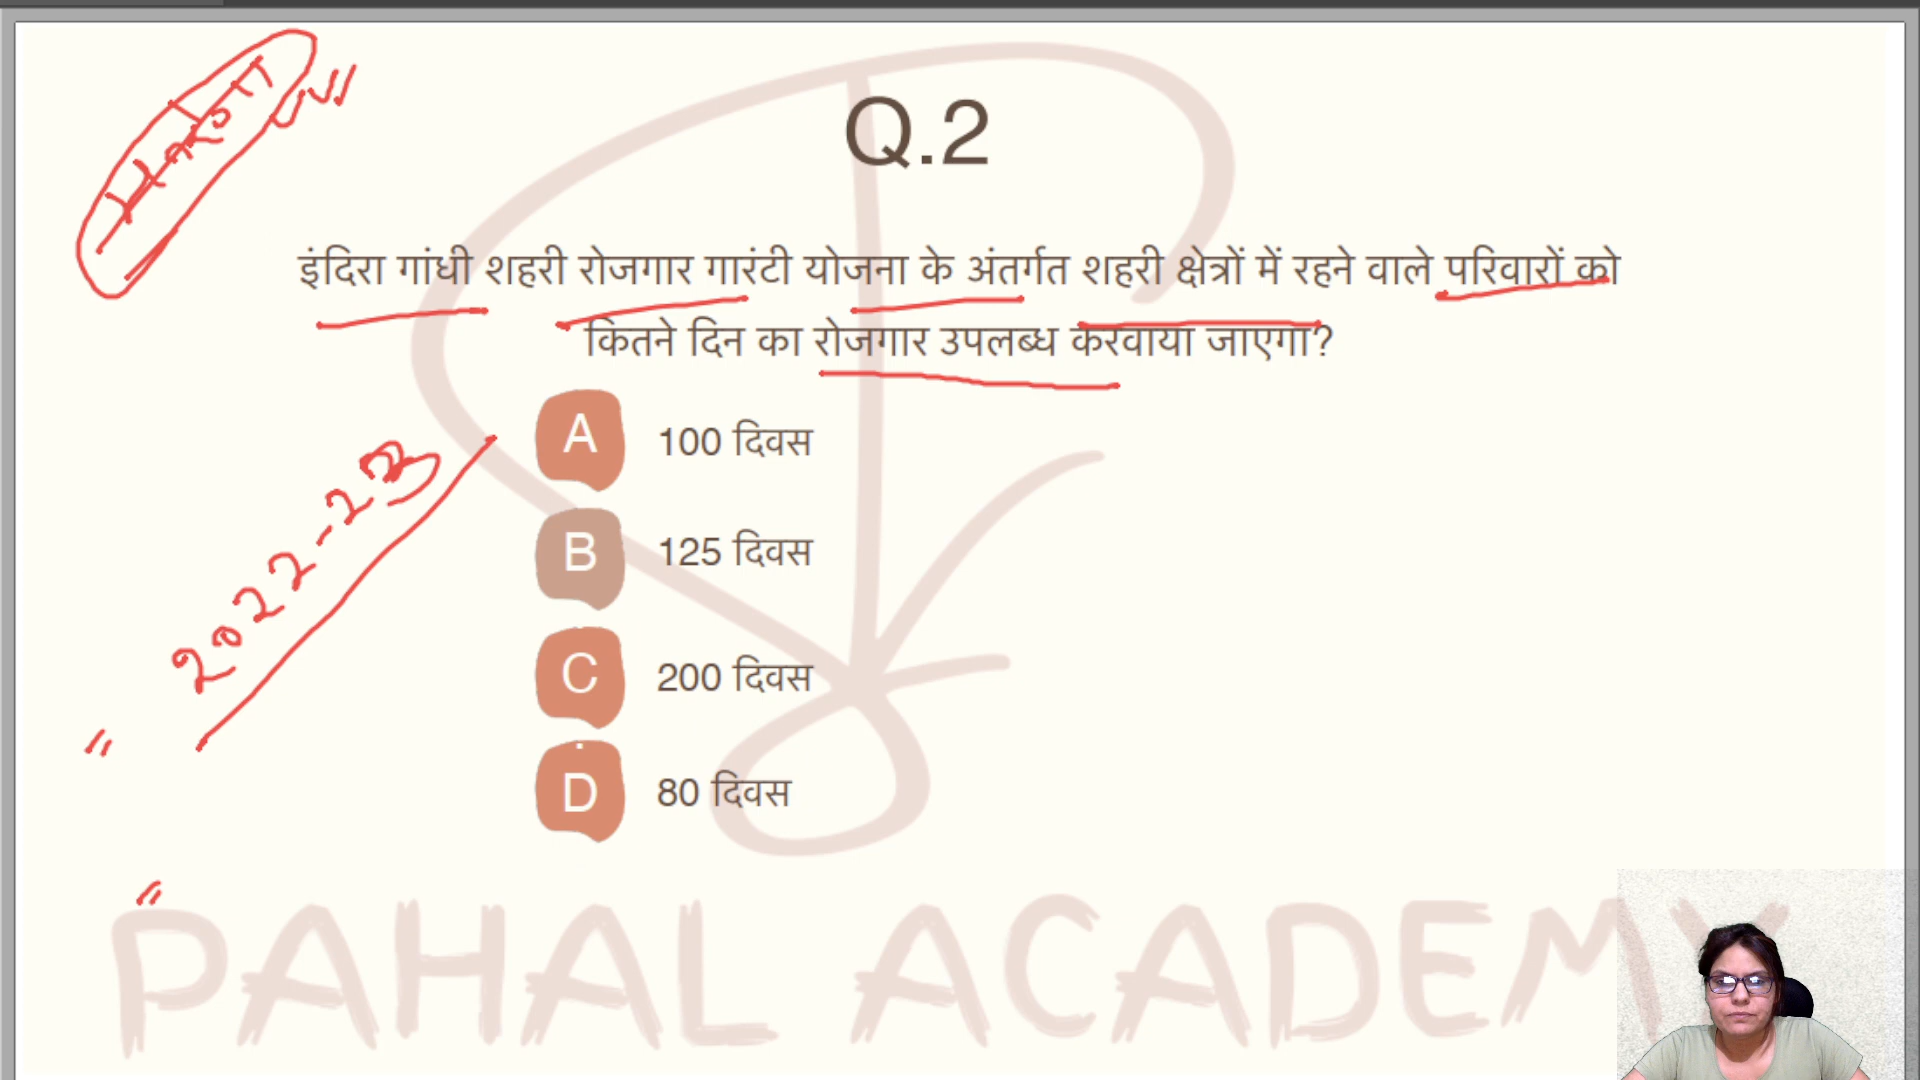 Q.2
इंदिरा गांधी शहरी रोजगार गारंटी योजना के अंतर्गत शहरी क्षेत्रों में रहने वाले परिवारों को
कितने दिन का रोजगार उपलब्ध करवाया जाएगा?
A 100 दिवस
B 125 दिवस
C 200 दिवस
D 80 दिवस
2022-23
PAHAL ACADEMY